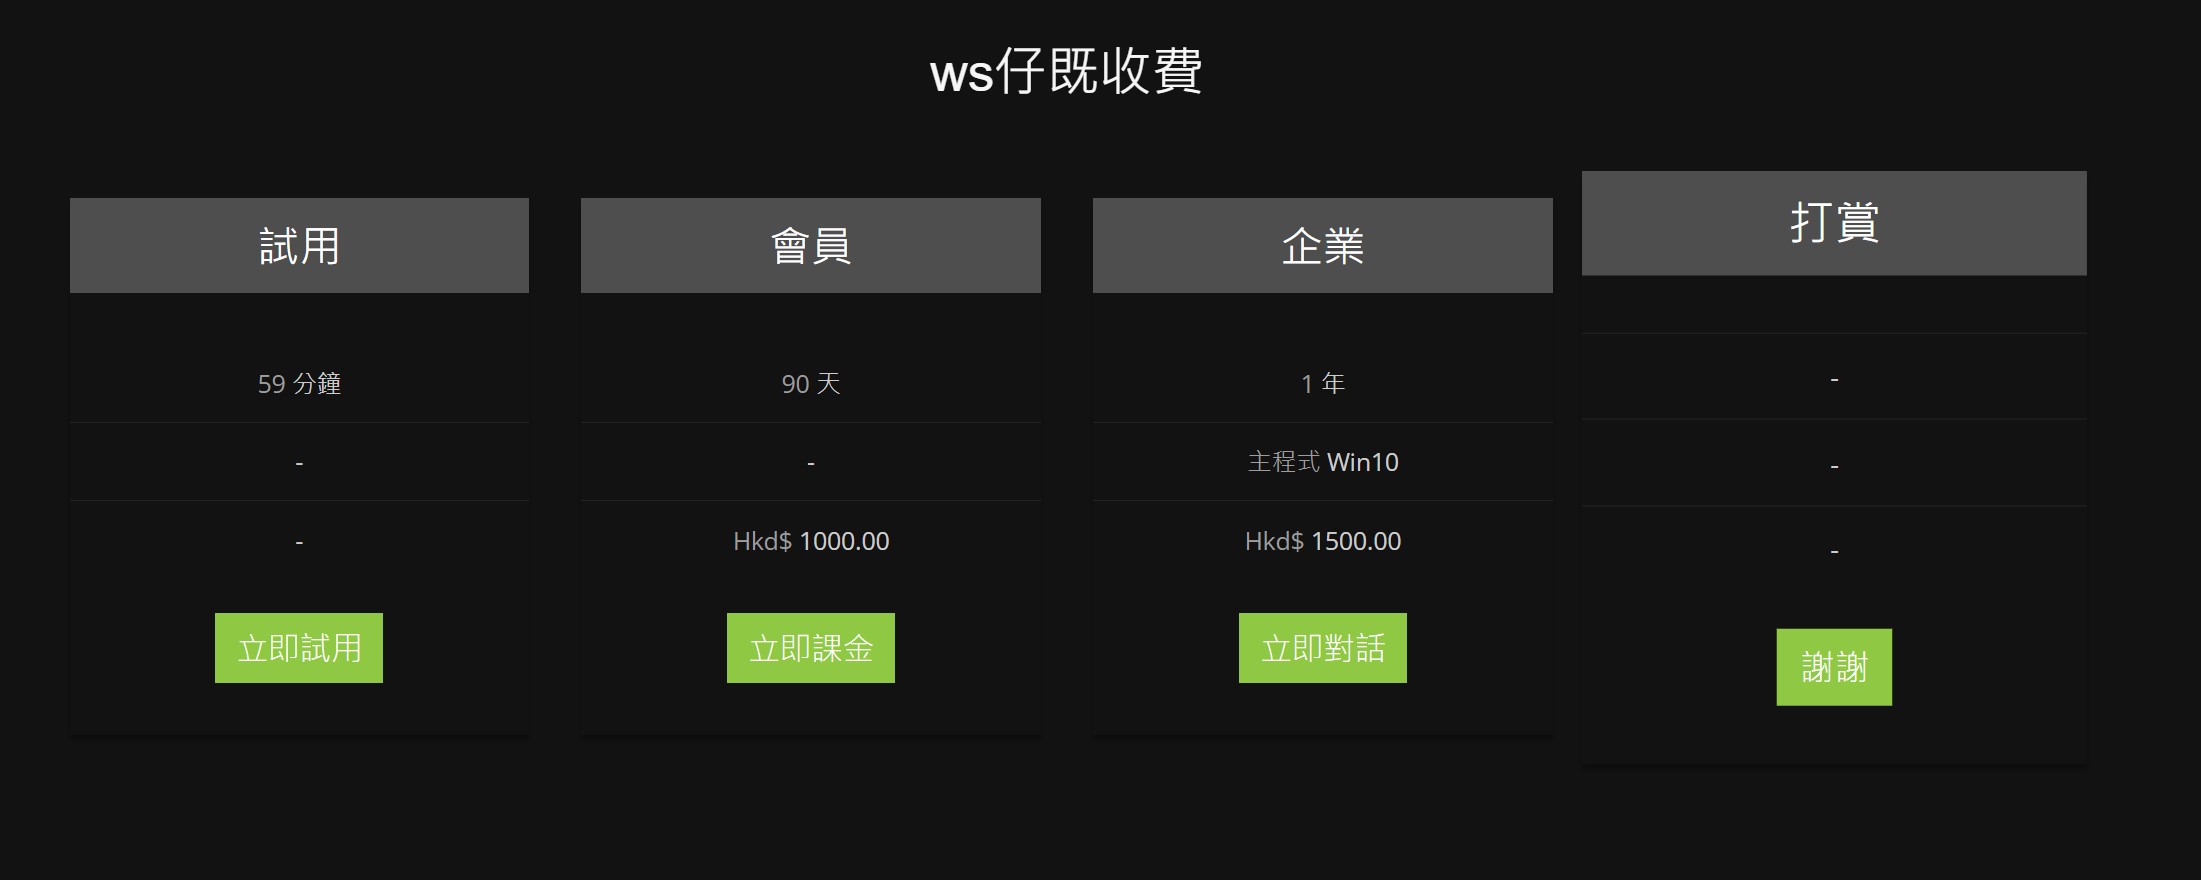 ws仔既收費
試用
59 分鐘
-
-
立即試用
會員
90 天
-
Hkd$ 1000.00
立即課金
企業
1 年
主程式 Win10
Hkd$ 1500.00
立即對話
打賞
-
-
-
謝謝